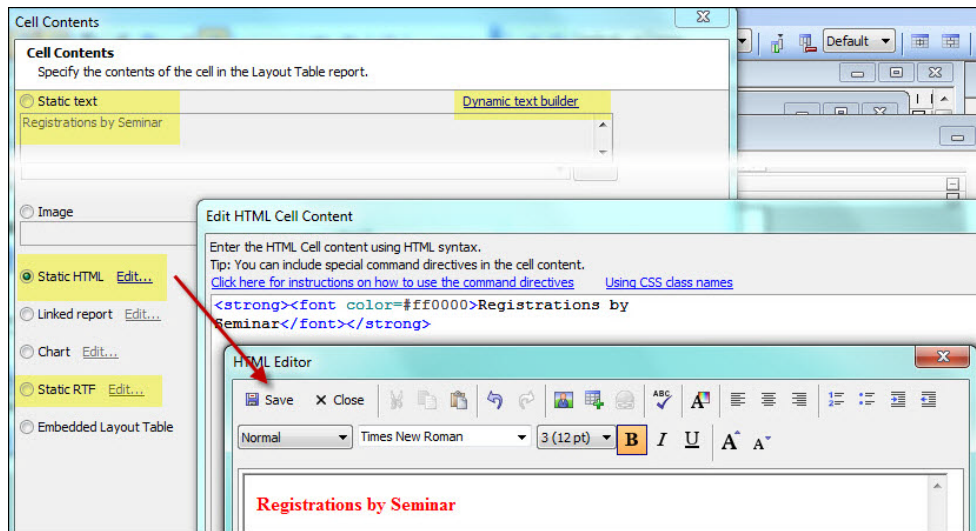 Cell Contents
Default
Cell Contents
Specify the contents of the cell in the Layout Table report.
Static text
Dynamic text builder
Registrations by Seminar
Image
Edit HTML Cell Content
Enter the HTML Cell content using HTML syntax.
Tip: You can include special command directives in the cell content.
Click here for instructions on how to use the command directives
Using CSS class names
Static HTML Edit...
<strong><font color=#ff0000>Registrations by
Seminar</font></strong>
Linked report Edit...
Chart Edit...
HTML Editor
Static RTF Edit...
Save
Close
ABC
Embedded Layout Table
Normal
Times New Roman
3 (12 pt)
B
I
U
A
A
Registrations by Seminar